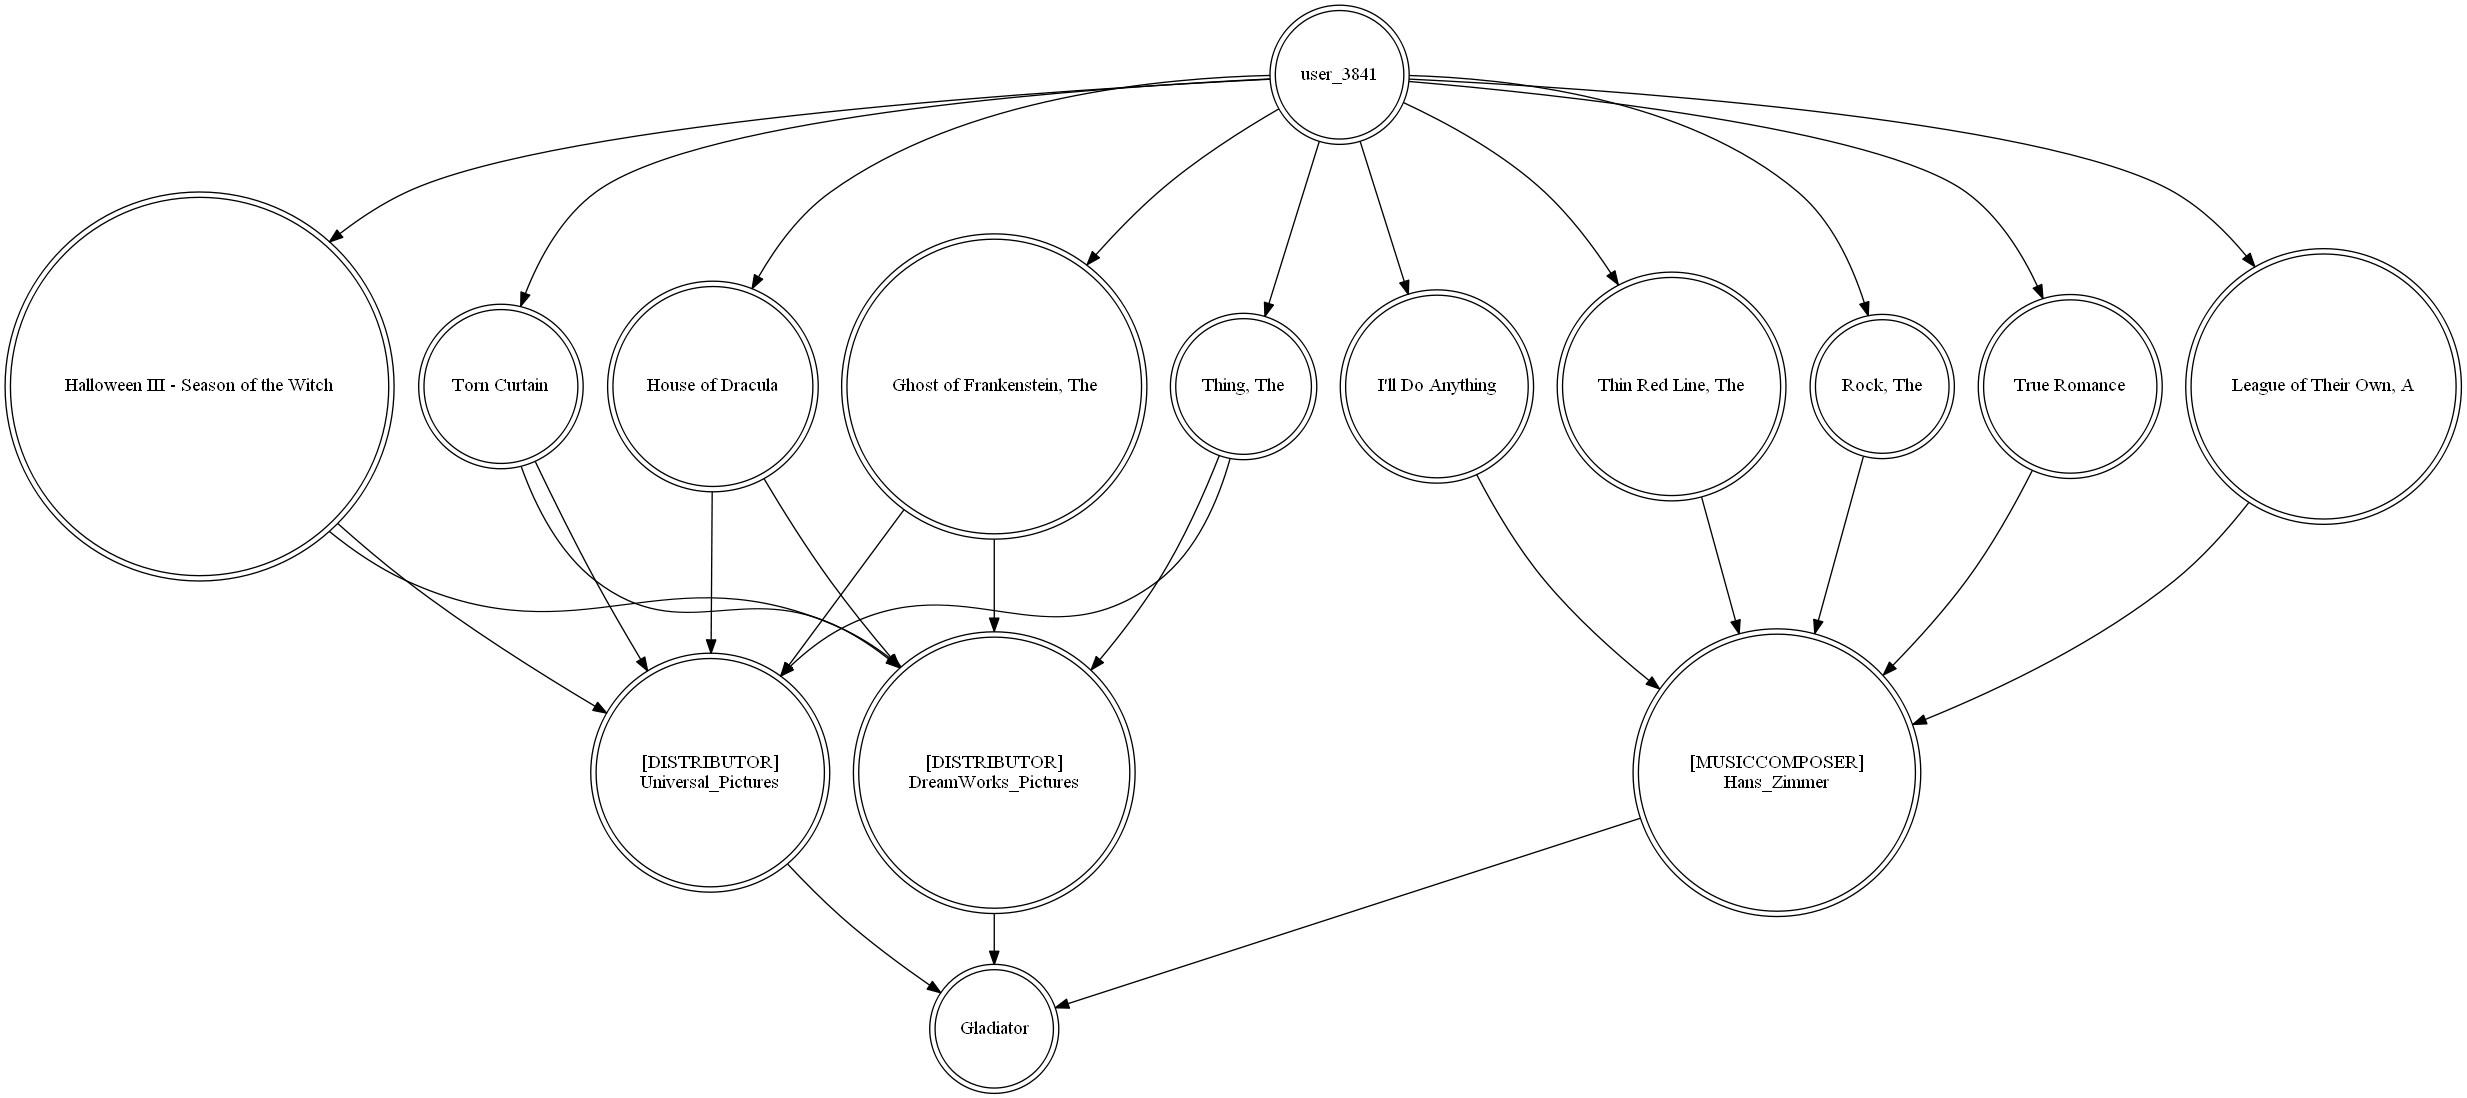 user_3841
Halloween III - Season of the Witch
Torn Curtain
House of Dracula
Ghost of Frankenstein, The
Thing, The
I'll Do Anything
Thin Red Line, The
Rock, The
True Romance
League of Their Own, A
[DISTRIBUTOR]
Universal_Pictures
[DISTRIBUTOR]
DreamWorks_Pictures
[MUSICCOMPOSER]
Hans_Zimmer
Gladiator